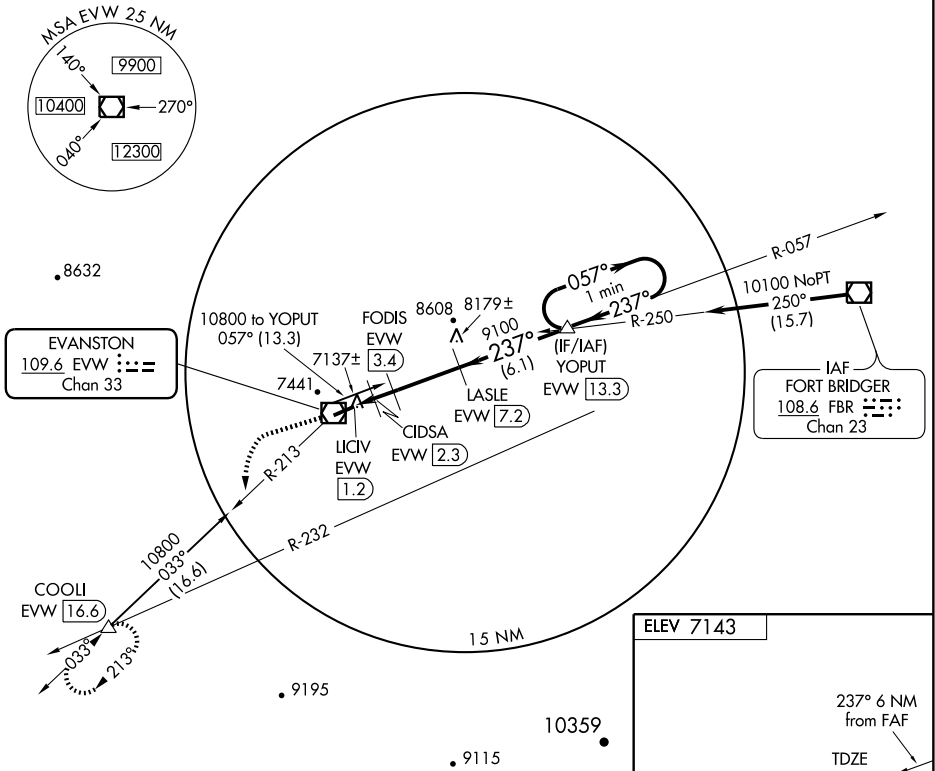 MSA EVW 25 NM
140°
9900
10400
270°
040°
12300
8632
R-057
057°
1 min
237°
10100 NoPT
250°
(15.7)
R-250
10800 to YOPUT
057° (13.3)
FODIS
EVW
3.4
8608
8179±
9100
237°
(6.1)
(IF/IAF)
YOPUT
EVW 13.3
EVANSTON
109.6 EVW
Chan 33
7137±
7441
LASLE
EVW 7.2
IAF
FORT BRIDGER
108.6 FBR
Chan 23
CIDSA
EVW 2.3
LICIV
EVW
1.2
R-213
R-232
10800
033°
(16.6)
COOLI
EVW 16.6
033°
213°
15 NM
ELEV 7143
9195
237° 6 NM
from FAF
10359
9115
TDZE